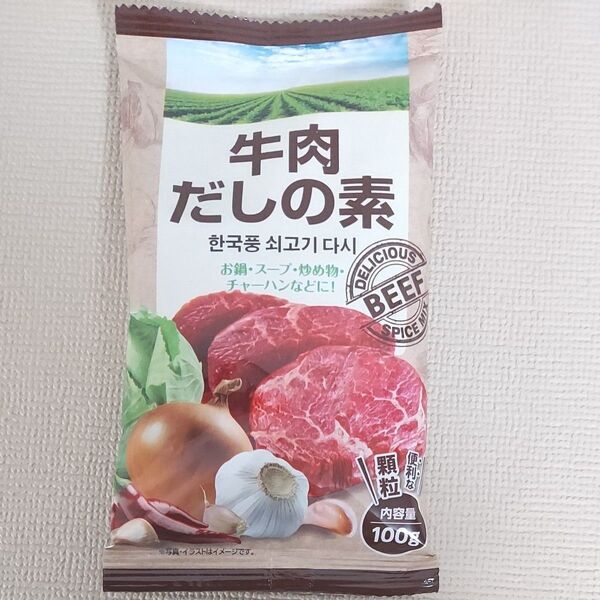 牛肉
だしの素
한국풍 쇠고기 다시
お鍋・スープ・炒め物・
チャーハンなどに!
DELICIOUS
BEEF
SPICE MIX
便利な
顆粒
内容量
100g
※写真・イラストはイメージです。